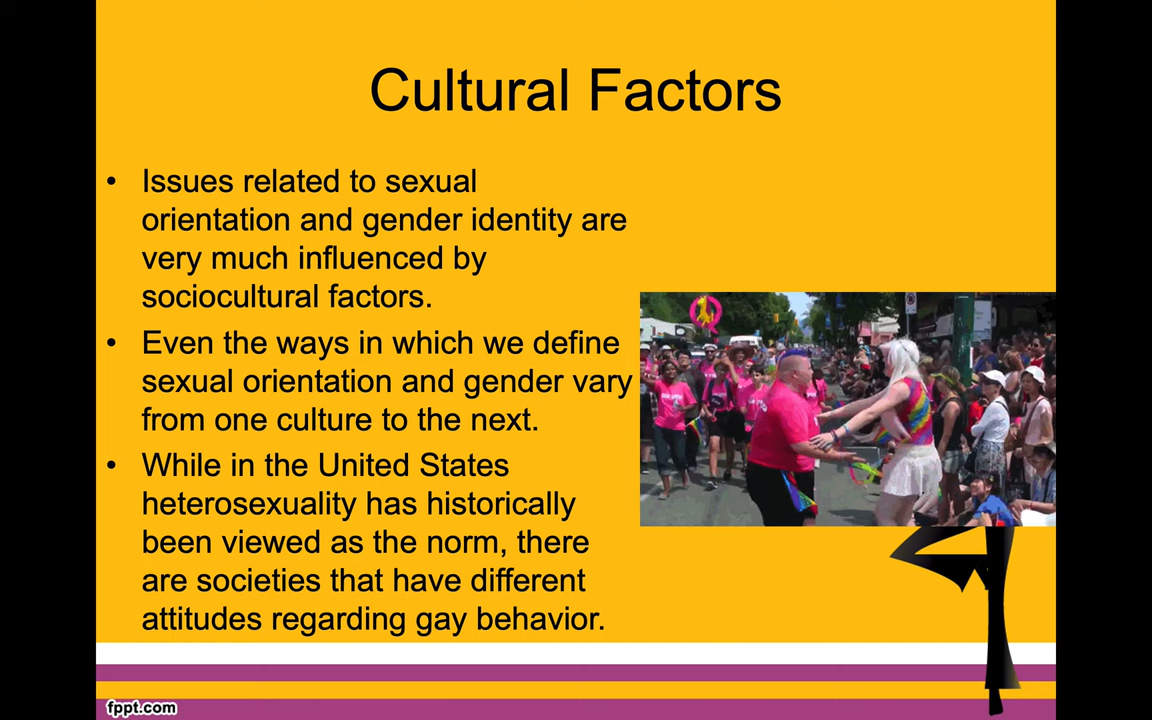 Cultural Factors
• Issues related to sexual
orientation and gender identity are
very much influenced by
sociocultural factors.
• Even the ways in which we define
sexual orientation and gender vary
from one culture to the next.
• While in the United States
heterosexuality has historically
been viewed as the norm, there
are societies that have different
attitudes regarding gay behavior.
fppt.com